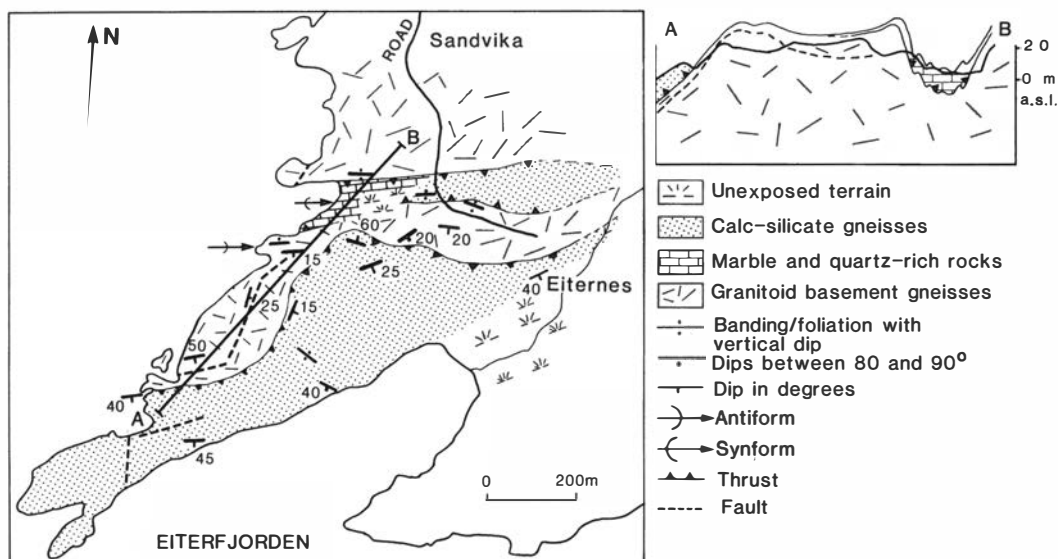 N
ROAD
Sandvika
B
60
20
20
15
25
25
15
40
Eiternes
50
40
A
40
45
0 200m
EITERFJORDEN
A B
20
0 m
a.s.l.
Unexposed terrain
Calc-silicate gneisses
Marble and quartz-rich rocks
Granitoid basement gneisses
Banding/foliation with
vertical dip
Dips between 80 and 90°
Dip in degrees
Antiform
Synform
Thrust
Fault